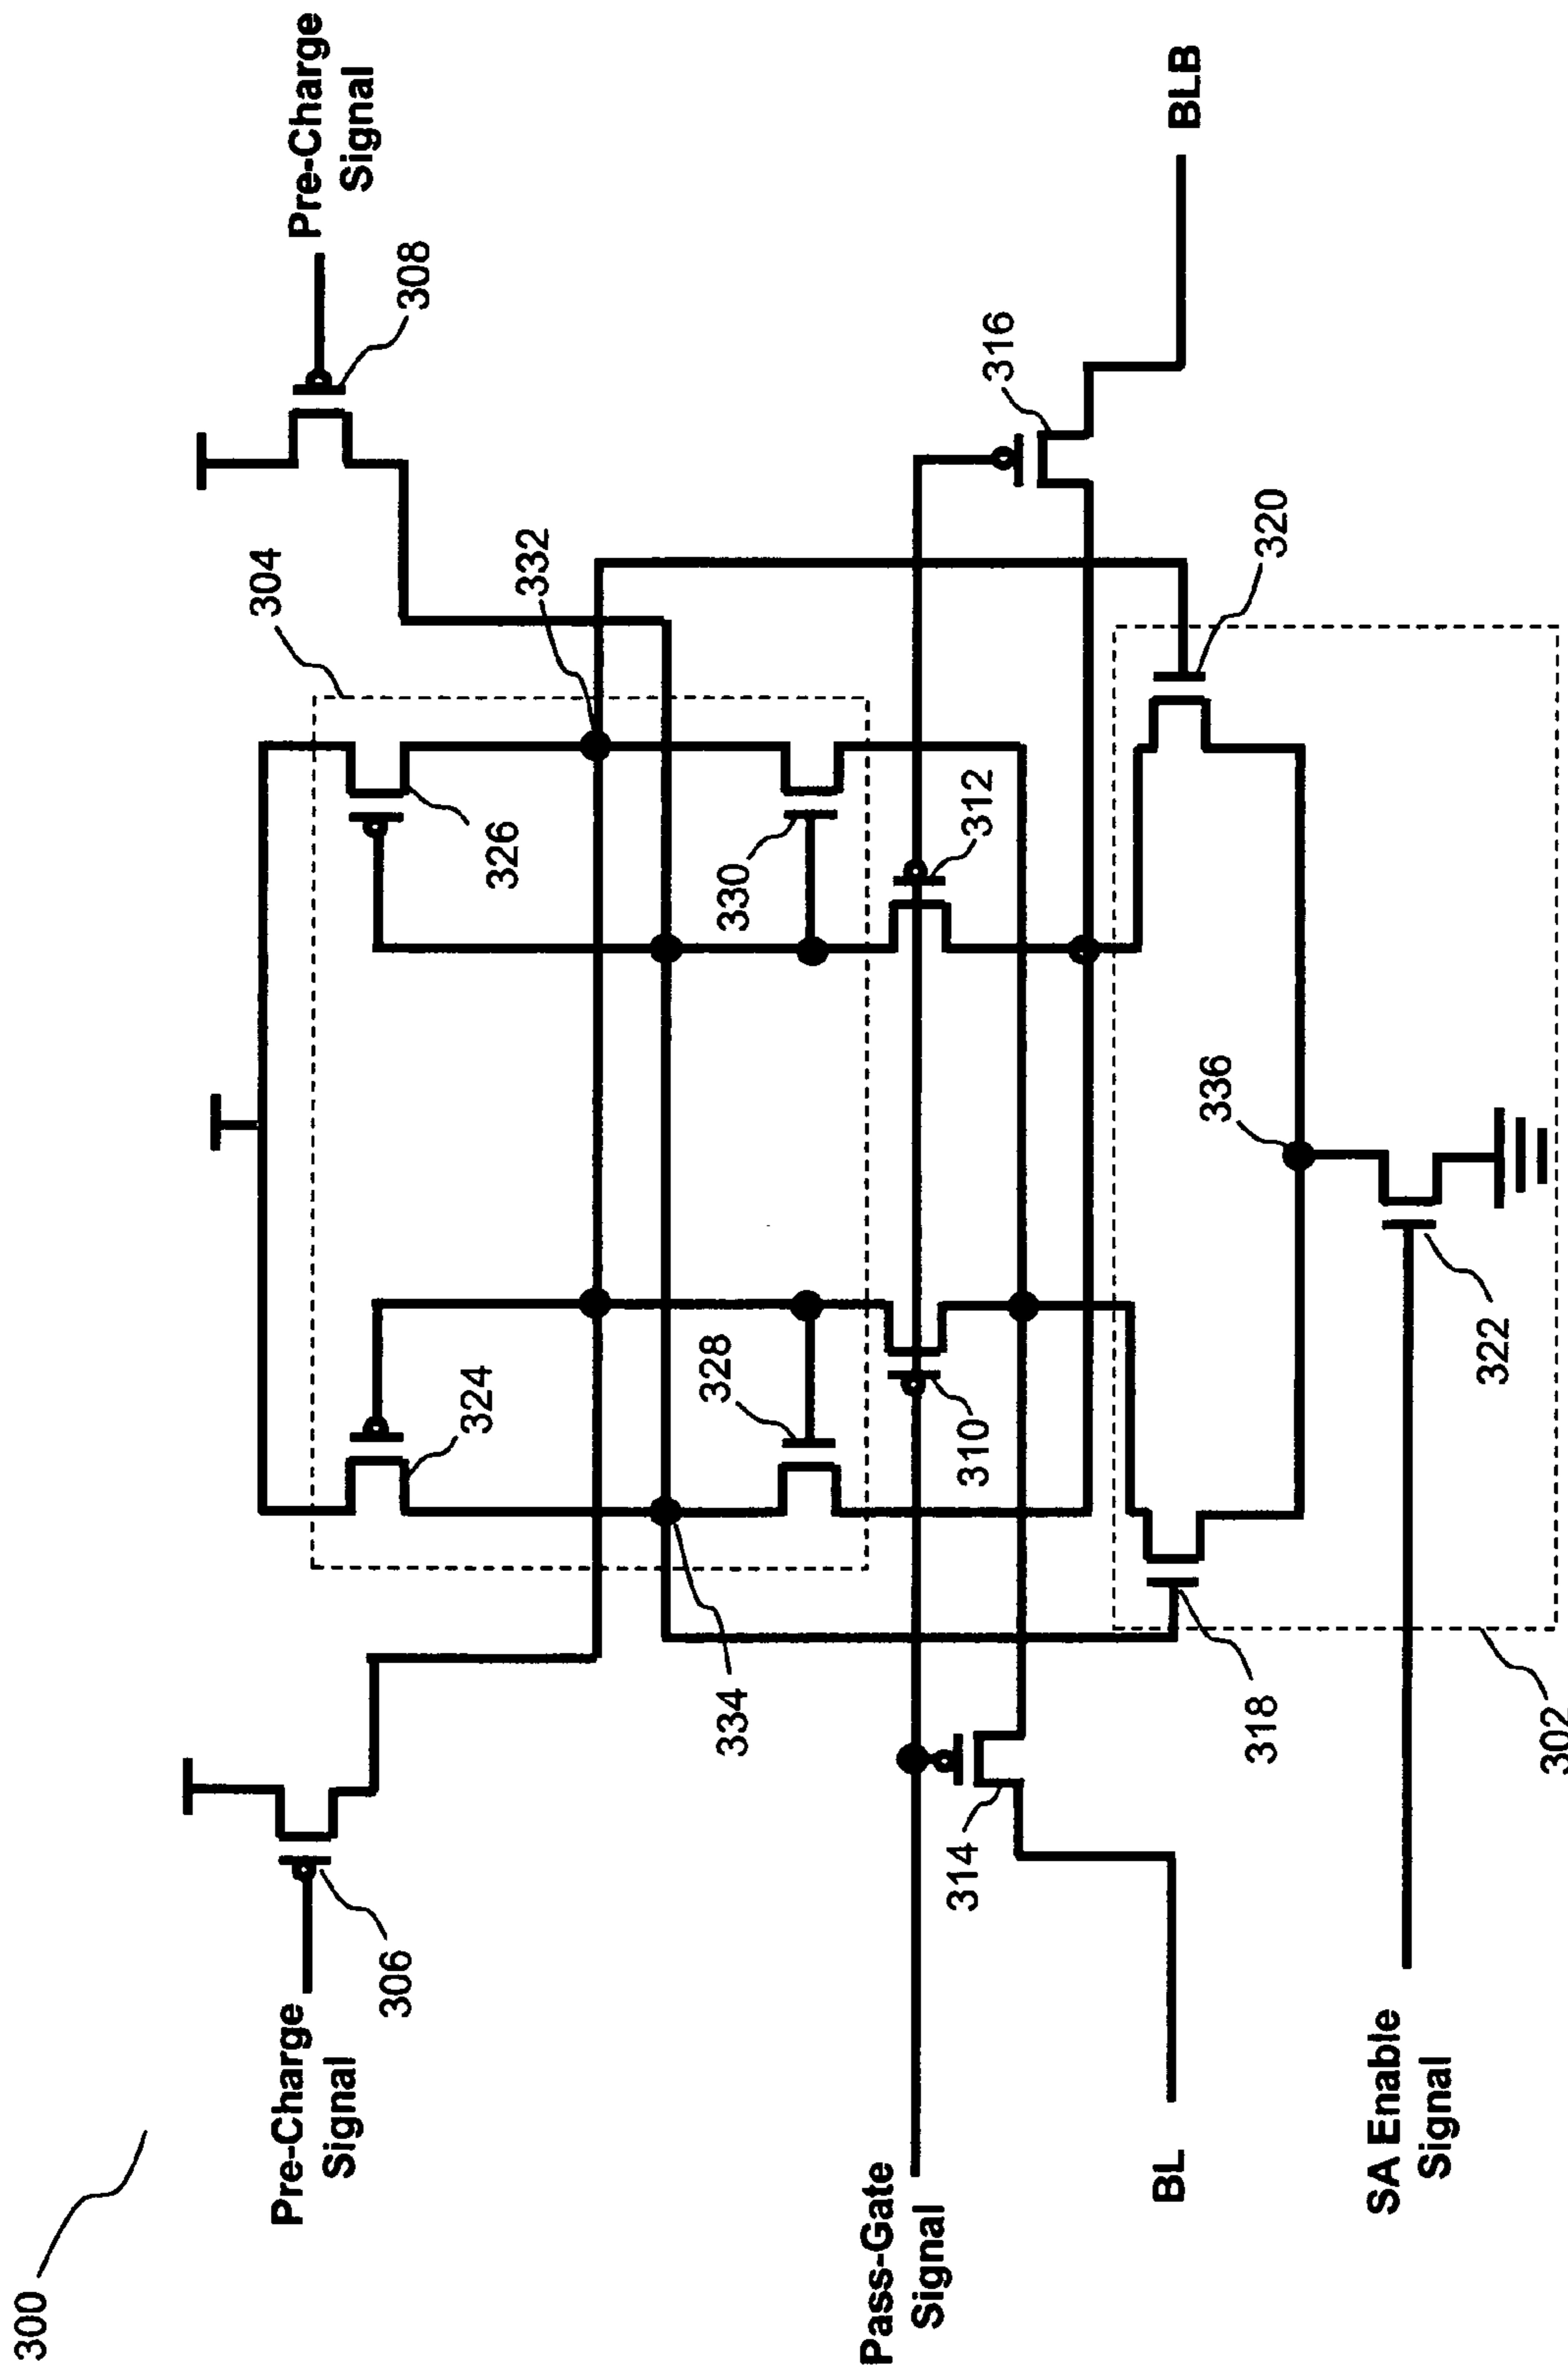 300
Pre-Charge
Signal
306
Pre-Charge
Signal
308
304
332
324
326
328
330
334
310
312
Pass-Gate
Signal
314
316
BL
BLB
318
320
336
322
SA Enable
Signal
302